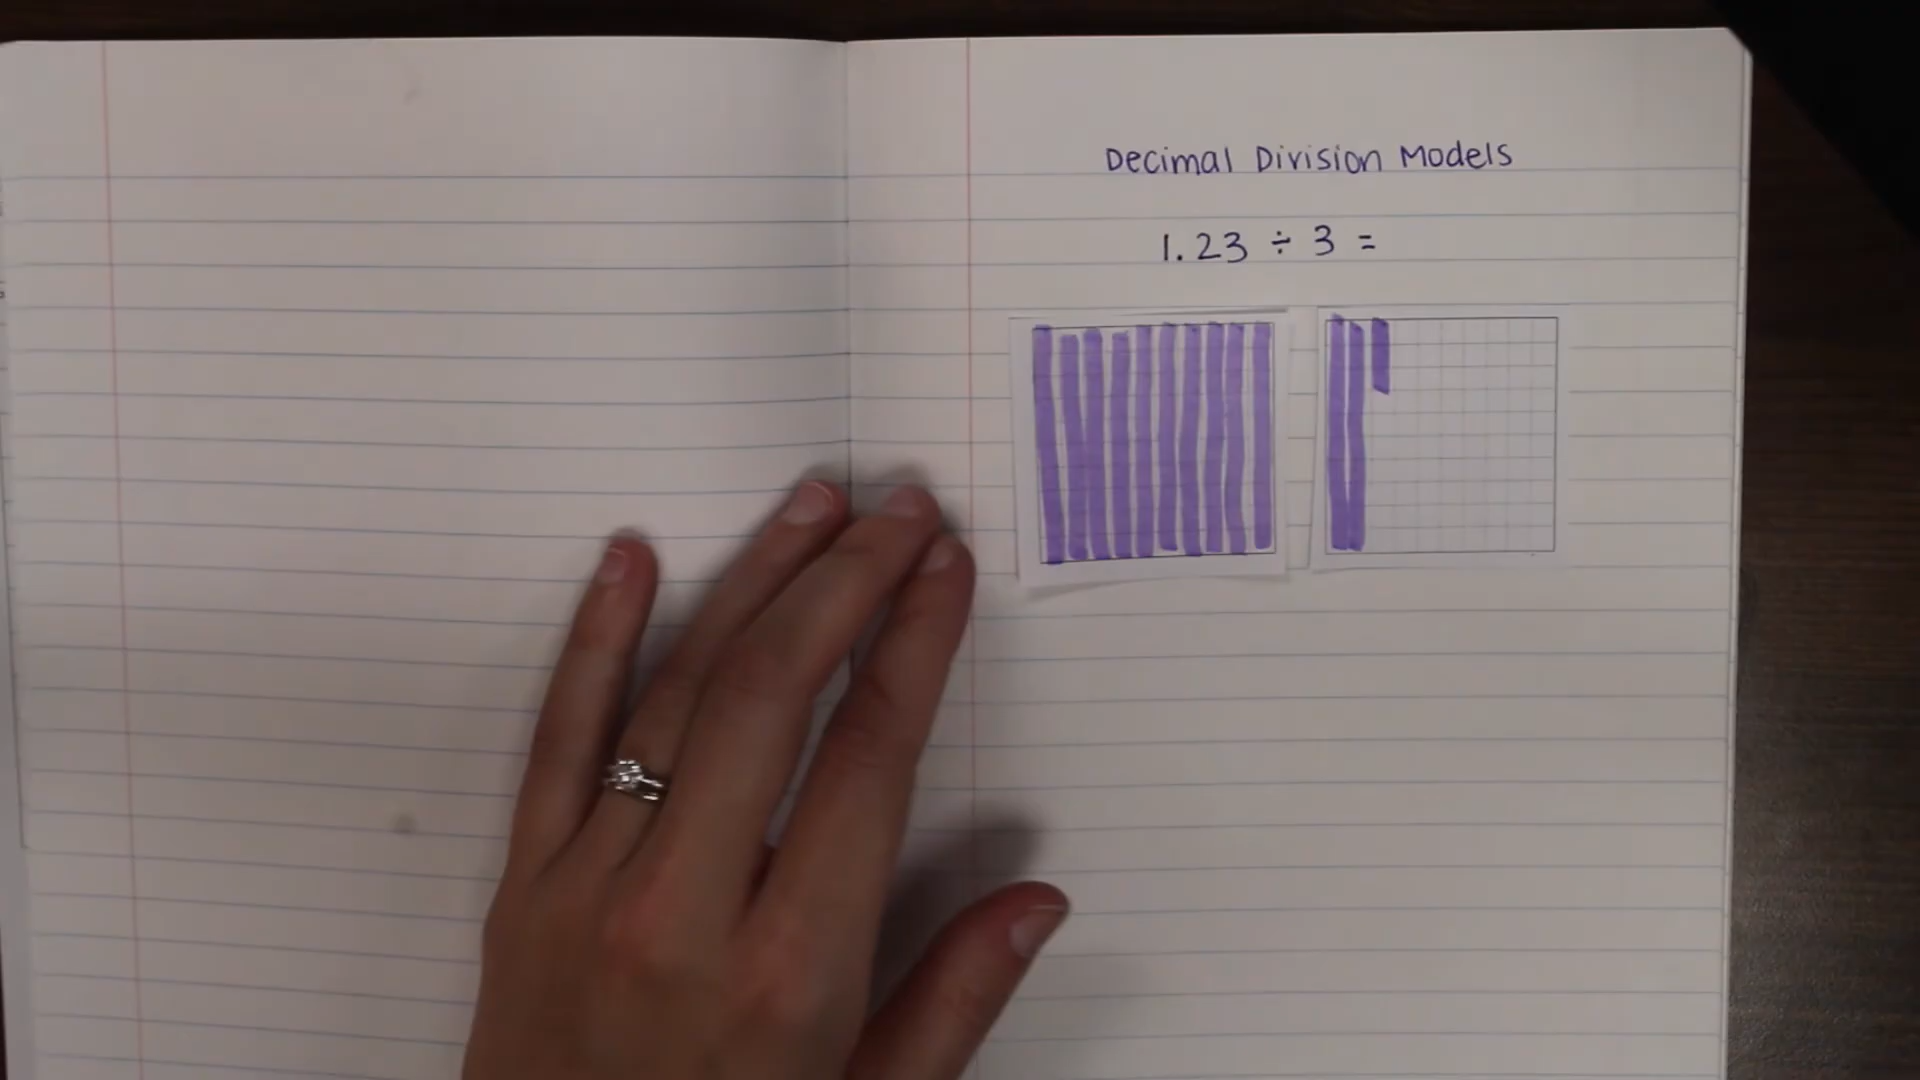 Decimal Division Models
1.23 ÷ 3 =